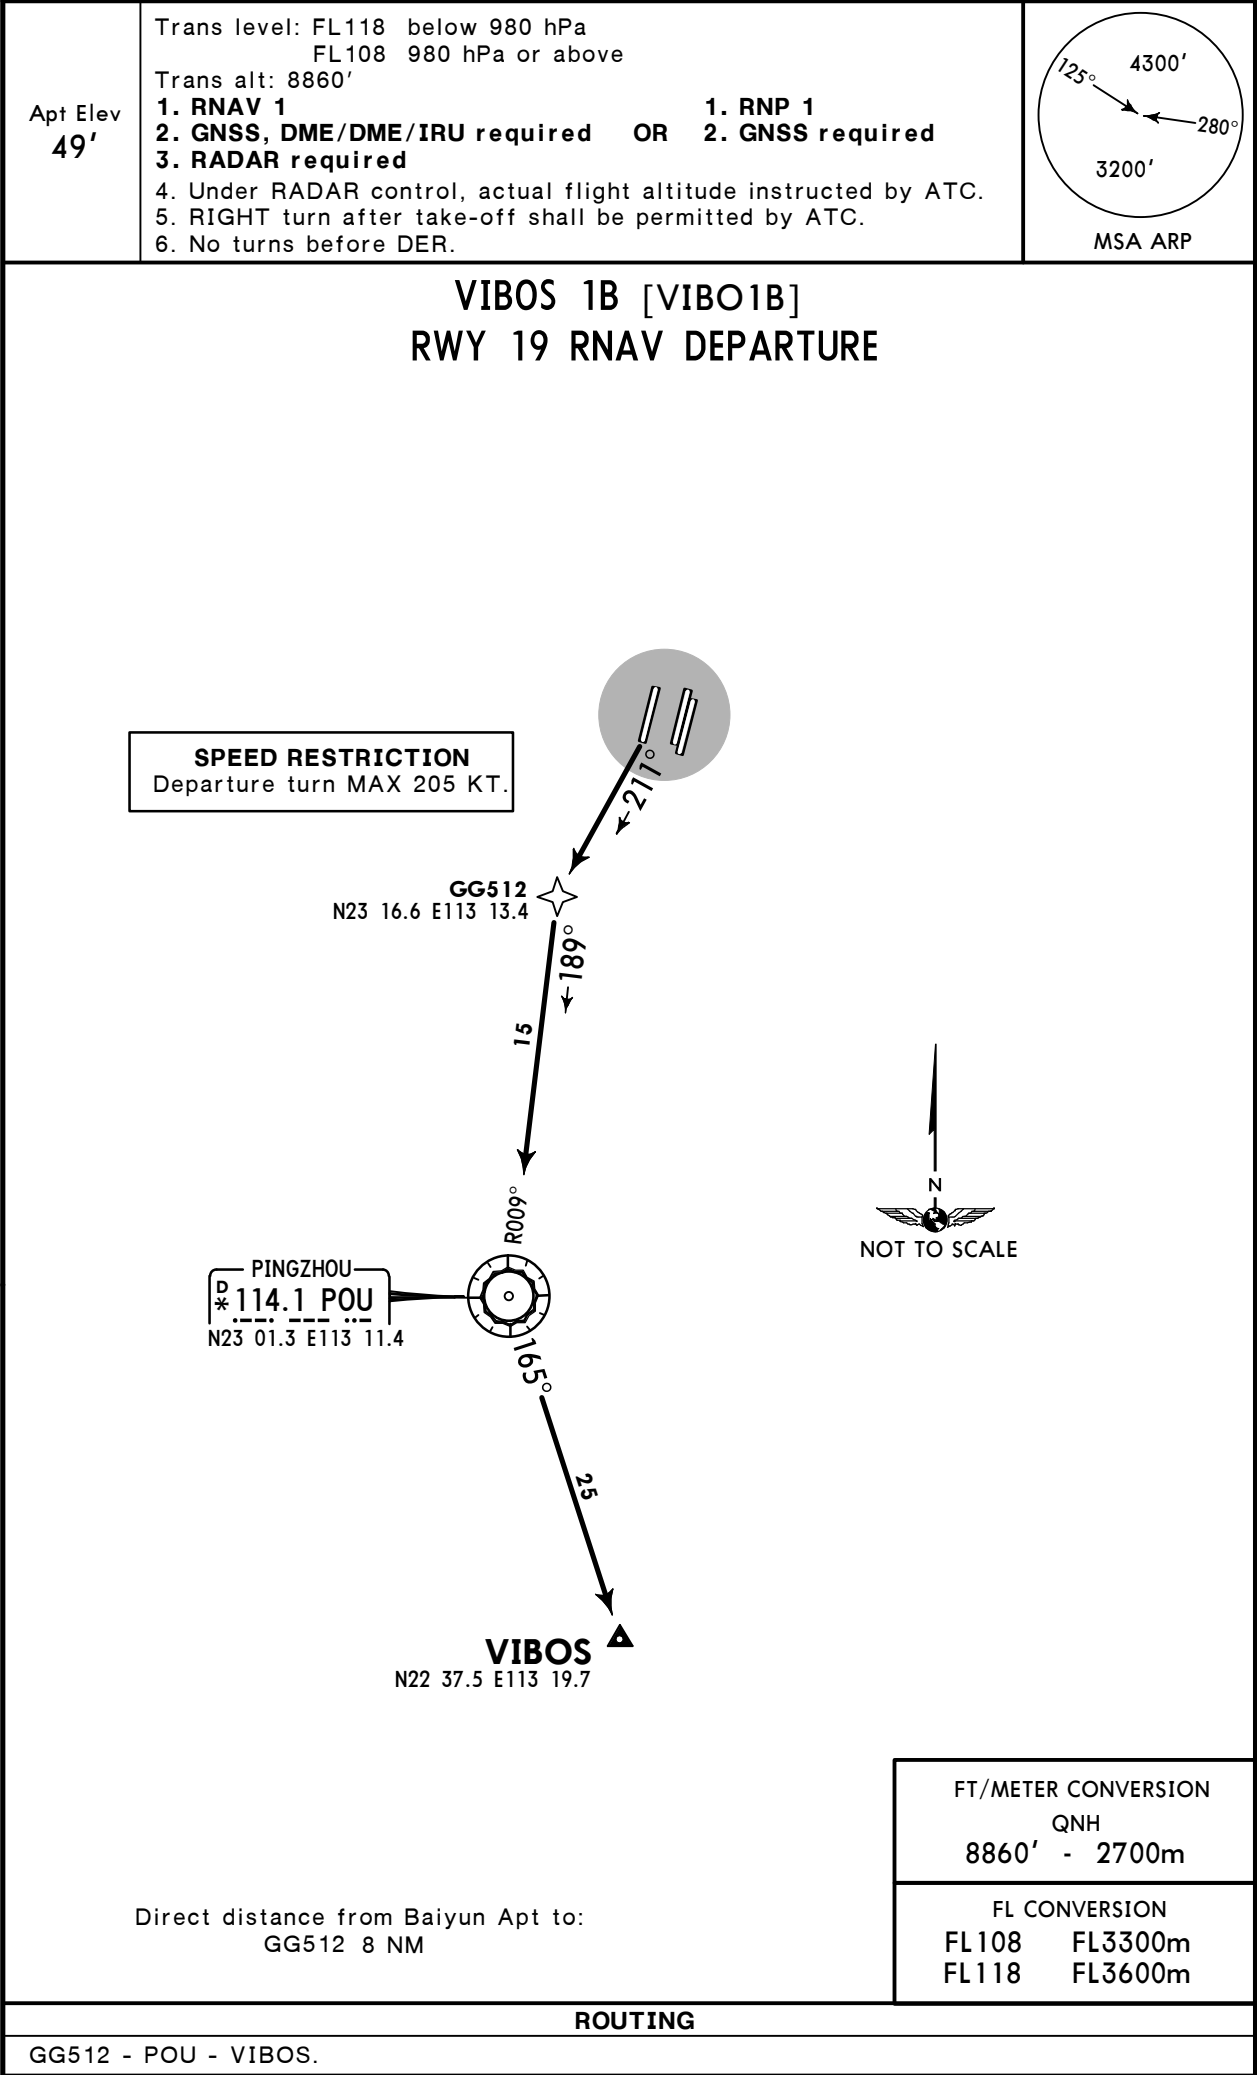 Apt Elev
49'
Trans level: FL118 below 980 hPa
FL108 980 hPa or above
Trans alt: 8860'
1. RNAV 1 1. RNP 1
2. GNSS, DME/DME/IRU required OR 2. GNSS required
3. RADAR required
4. Under RADAR control, actual flight altitude instructed by ATC.
5. RIGHT turn after take-off shall be permitted by ATC.
6. No turns before DER.
125°
4300'
280°
3200'
MSA ARP
VIBOS 1B [VIBO1B]
RWY 19 RNAV DEPARTURE
SPEED RESTRICTION
Departure turn MAX 205 KT.
211°
GG512
N23 16.6 E113 13.4
189°
15
R009°
PINGZHOU
D
* 114.1 POU
N23 01.3 E113 11.4
165°
25
VIBOS
N22 37.5 E113 19.7
N
NOT TO SCALE
FT/METER CONVERSION
QNH
8860' - 2700m
FL CONVERSION
FL108 FL3300m
FL118 FL3600m
Direct distance from Baiyun Apt to:
GG512 8 NM
ROUTING
GG512 - POU - VIBOS.